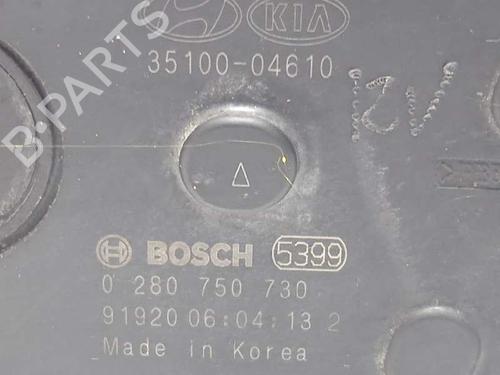 KIA
35100-04610
B-PARTS
BOSCH 5399
0 280 750 730
91920 06:04:13 2
Made in Korea